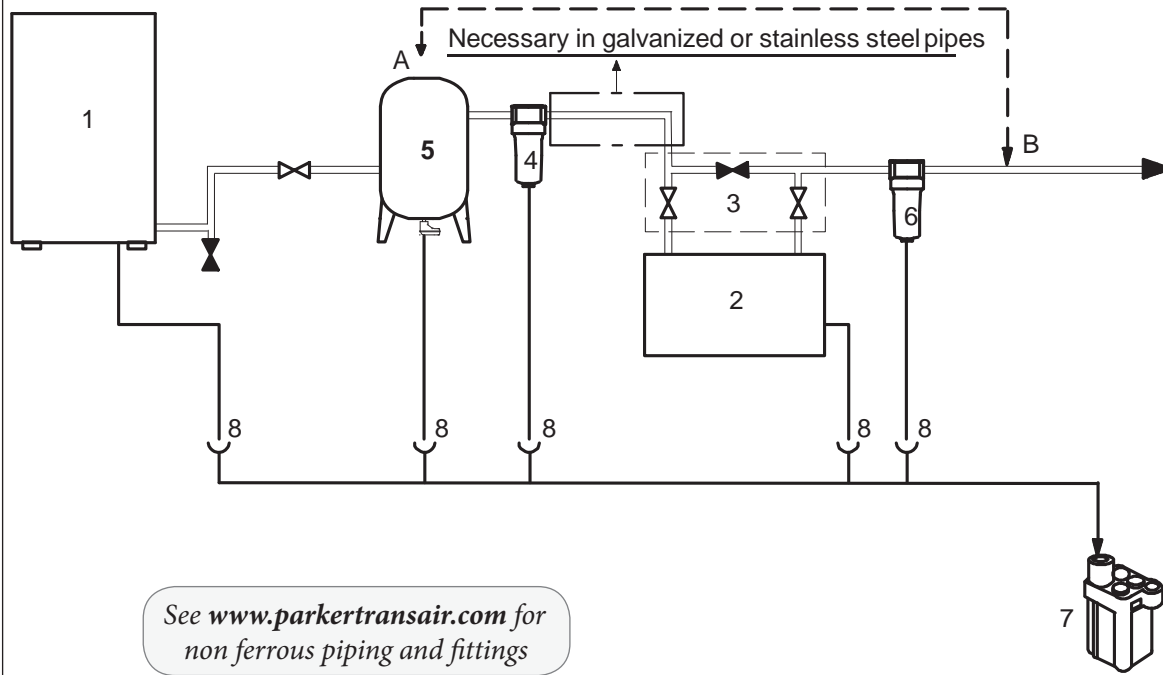 Necessary in galvanized or stainless steel pipes
A
1
5
4
B
3
6
2
8
8
8
8
8
7
See www.parkertransair.com for
non ferrous piping and fittings